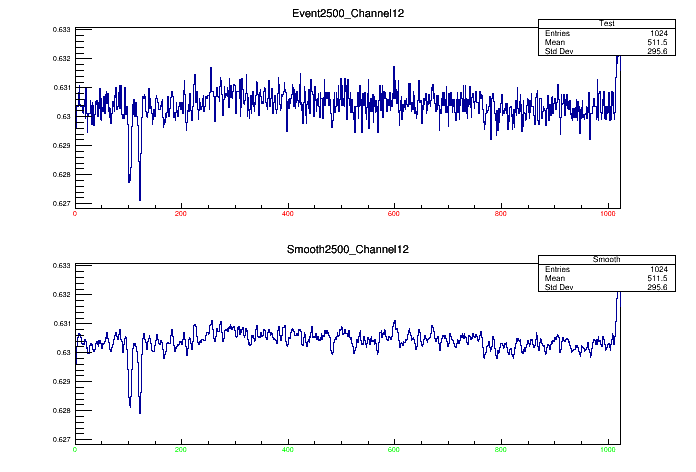 Event2500_Channel12
Test
Entries 1024
Mean 511.5
Std Dev 295.6
0.633
0.632
0.631
0.63
0.629
0.628
0.627
0 200 400 600 800 1000
Smooth2500_Channel12
Smooth
Entries 1024
Mean 511.5
Std Dev 295.6
0.633
0.632
0.631
0.63
0.629
0.628
0.627
0 200 400 600 800 1000